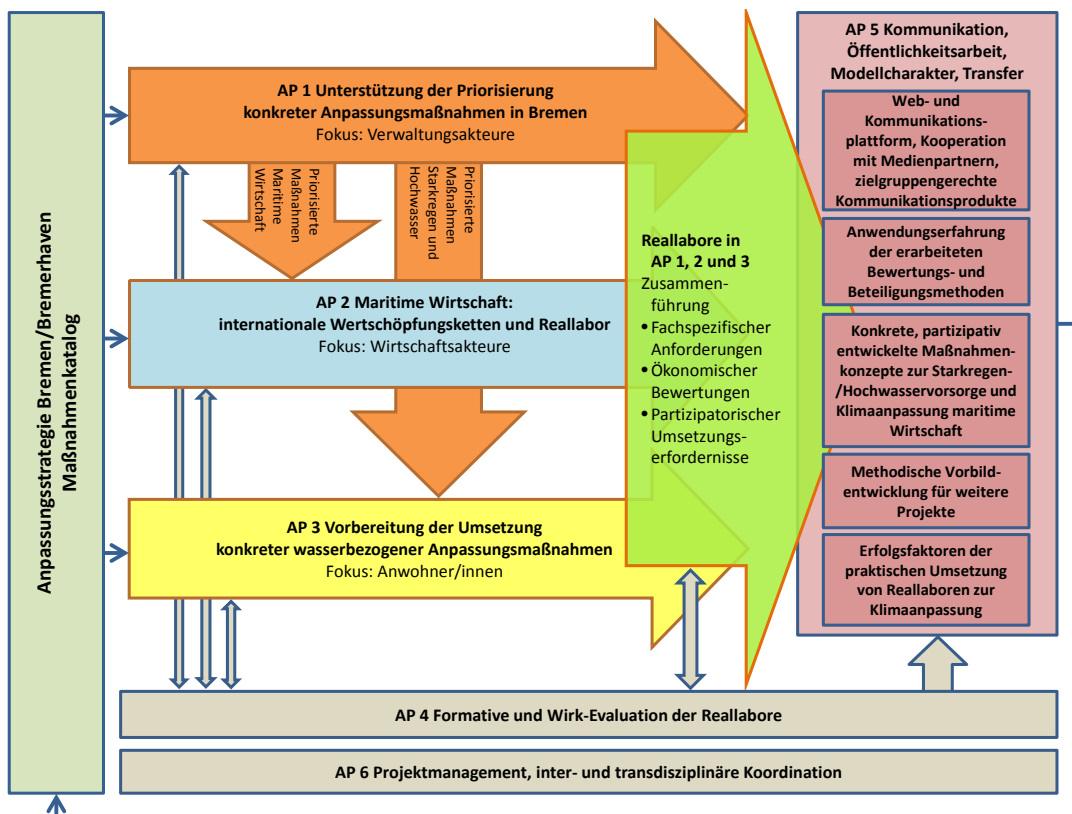 Anpassungsstrategie Bremen/Bremerhaven
Maßnahmenkatalog
AP 1 Unterstützung der Priorisierung
konkreter Anpassungsmaßnahmen in Bremen
Fokus: Verwaltungsakteure
Priorisierte
Maßnahmen
Maritime
Wirtschaft
Priorisierte
Maßnahmen
Starkregen und
Hochwasser
AP 2 Maritime Wirtschaft:
internationale Wertschöpfungsketten und Reallabor
Fokus: Wirtschaftsakteure
AP 3 Vorbereitung der Umsetzung
konkreter wasserbezogener Anpassungsmaßnahmen
Fokus: Anwohner/innen
Reallabore in
AP 1, 2 und 3
Zusammen-
führung
• Fachspezifischer
Anforderungen
• Ökonomischer
Bewertungen
• Partizipatorischer
Umsetzungs-
erfordernisse
AP 5 Kommunikation,
Öffentlichkeitsarbeit,
Modellcharakter, Transfer
Web- und
Kommunikations-
plattform, Kooperation
mit Medienpartnern,
zielgruppengerechte
Kommunikationsprodukte
Anwendungserfahrung
der erarbeiteten
Bewertungs- und
Beteiligungsmethoden
Konkrete, partizipativ
entwickelte Maßnahmen-
konzepte zur Starkregen-
/Hochwasservorsorge und
Klimaanpassung maritime
Wirtschaft
Methodische Vorbild-
entwicklung für weitere
Projekte
Erfolgsfaktoren der
praktischen Umsetzung
von Reallaboren zur
Klimaanpassung
AP 4 Formative und Wirk-Evaluation der Reallabore
AP 6 Projektmanagement, inter- und transdisziplinäre Koordination